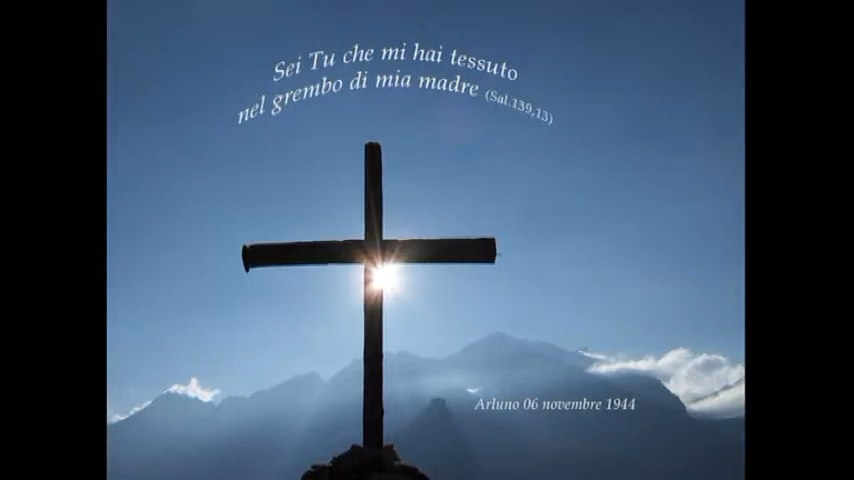 Sei Tu che mi hai tessuto
nel grembo di mia madre (Sal.139,13)
Arluno 06 novembre 1944